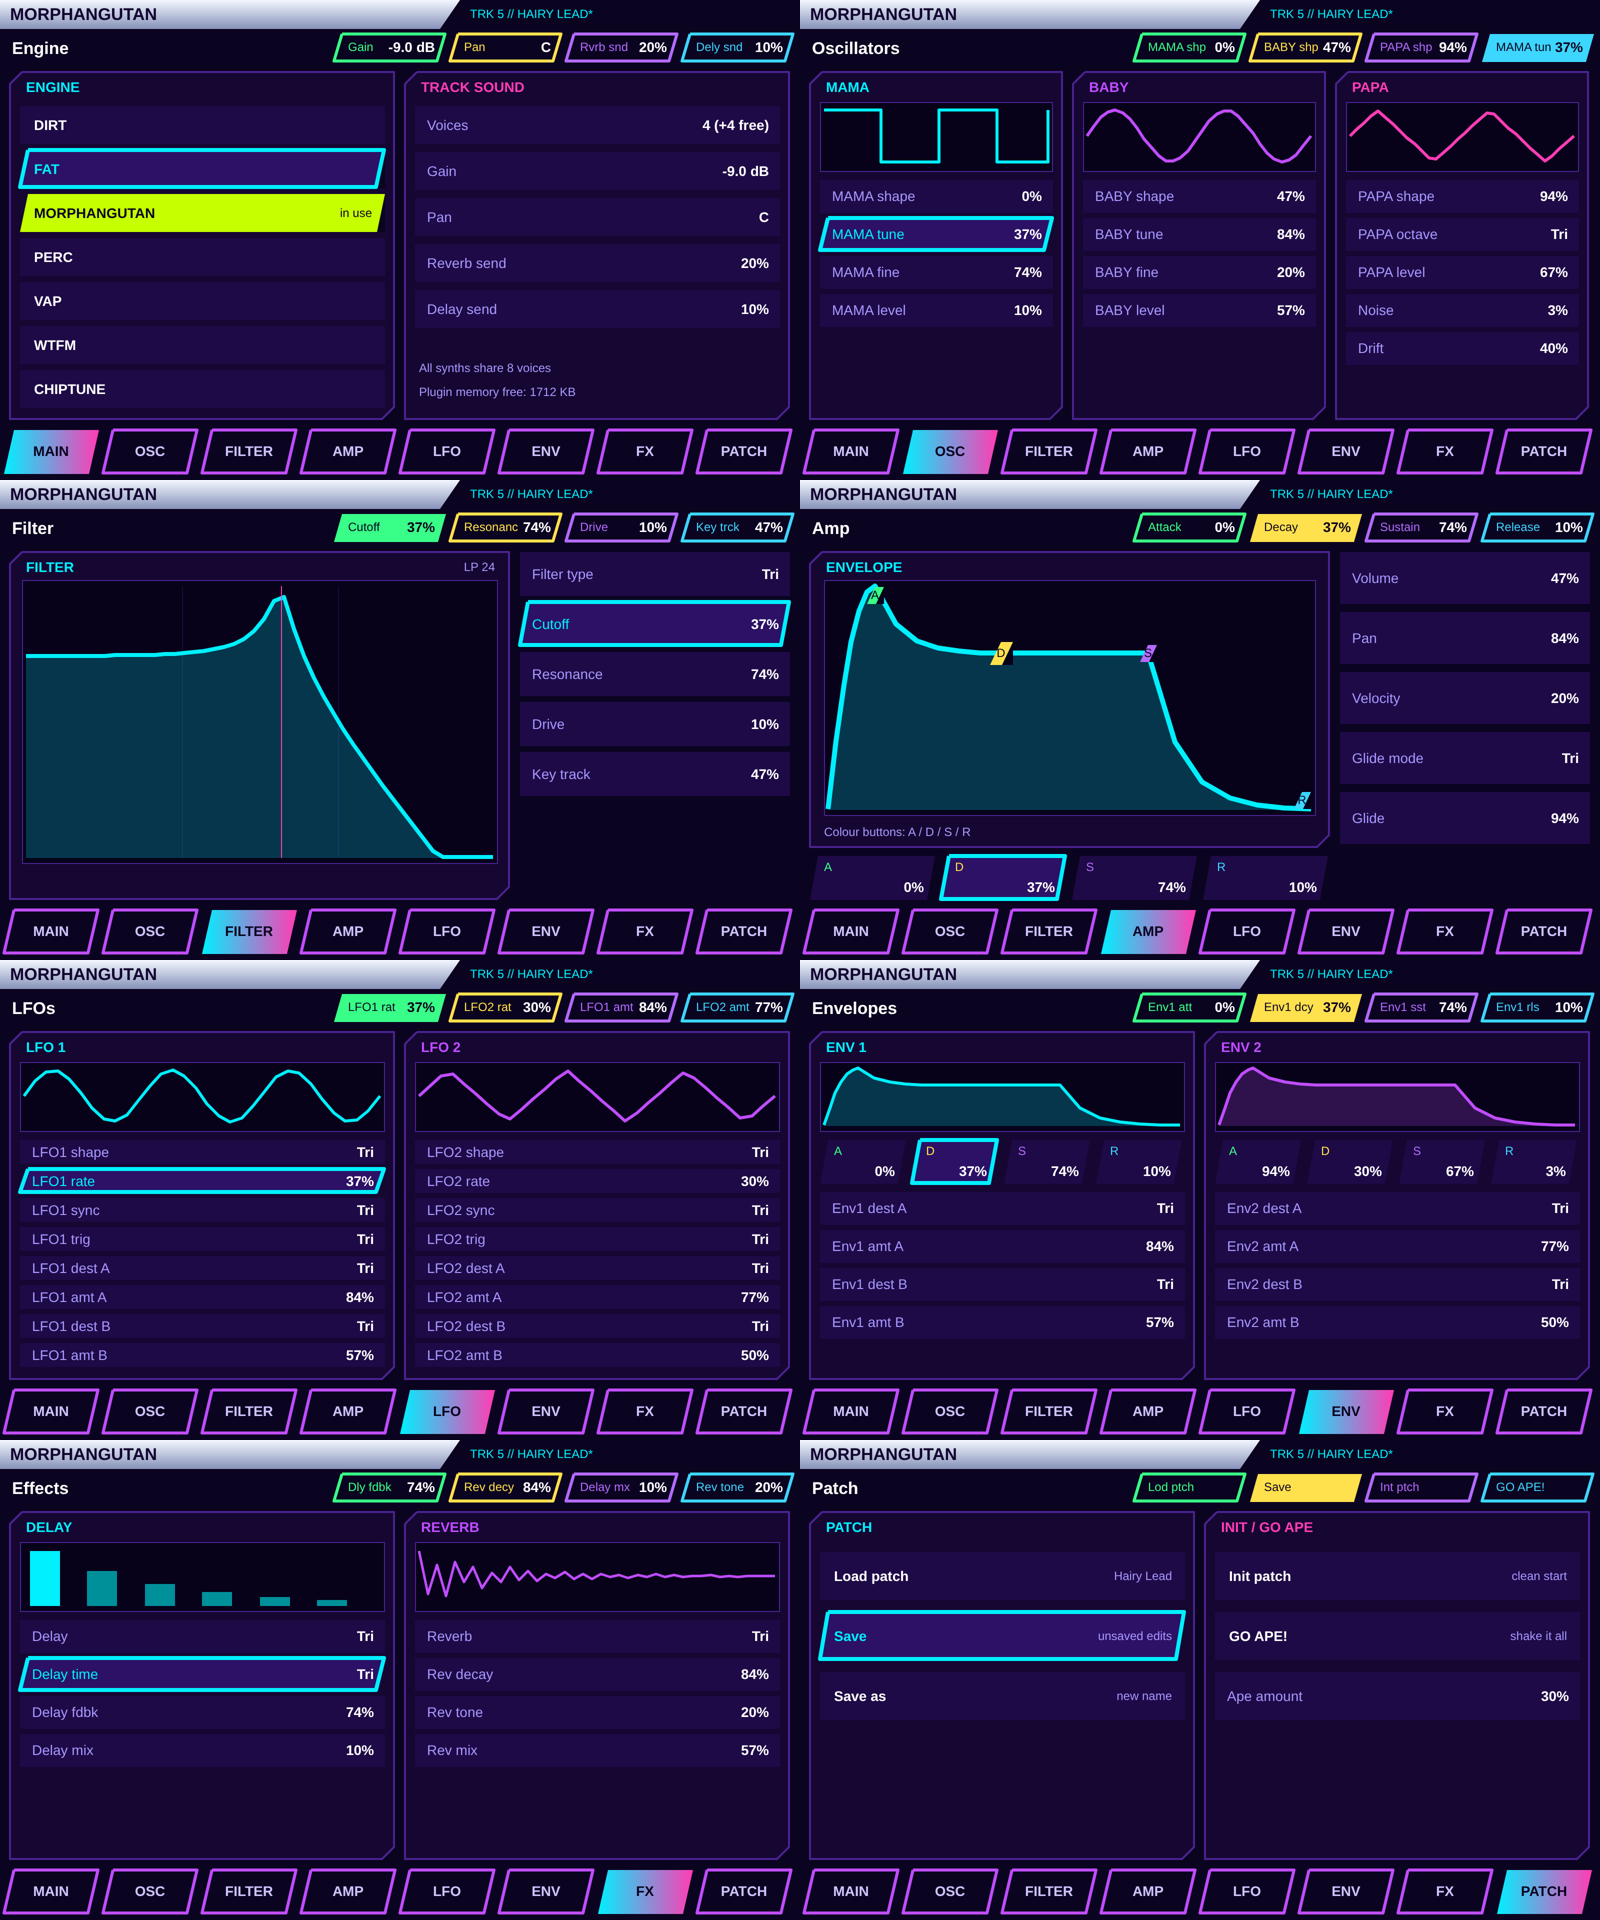 MORPHANGUTAN
TRK 5 // HAIRY LEAD*
Engine
Gain -9.0 dB
Pan C
Rvrb snd 20%
Dely snd 10%
ENGINE
DIRT
FAT
MORPHANGUTAN in use
PERC
VAP
WTFM
CHIPTUNE
TRACK SOUND
Voices 4 (+4 free)
Gain -9.0 dB
Pan C
Reverb send 20%
Delay send 10%
All synths share 8 voices
Plugin memory free: 1712 KB
MAIN OSC FILTER AMP LFO ENV FX PATCH
MORPHANGUTAN
TRK 5 // HAIRY LEAD*
Oscillators
MAMA shp 0%
BABY shp 47%
PAPA shp 94%
MAMA tun 37%
MAMA
MAMA shape 0%
MAMA tune 37%
MAMA fine 74%
MAMA level 10%
BABY
BABY shape 47%
BABY tune 84%
BABY fine 20%
BABY level 57%
PAPA
PAPA shape 94%
PAPA octave Tri
PAPA level 67%
Noise 3%
Drift 40%
MAIN OSC FILTER AMP LFO ENV FX PATCH
MORPHANGUTAN
TRK 5 // HAIRY LEAD*
Filter
Cutoff 37%
Resonanc 74%
Drive 10%
Key trck 47%
FILTER LP 24
Filter type Tri
Cutoff 37%
Resonance 74%
Drive 10%
Key track 47%
MAIN OSC FILTER AMP LFO ENV FX PATCH
MORPHANGUTAN
TRK 5 // HAIRY LEAD*
Amp
Attack 0%
Decay 37%
Sustain 74%
Release 10%
ENVELOPE
A
D
S
R
Colour buttons: A / D / S / R
A 0%
D 37%
S 74%
R 10%
Volume 47%
Pan 84%
Velocity 20%
Glide mode Tri
Glide 94%
MAIN OSC FILTER AMP LFO ENV FX PATCH
MORPHANGUTAN
TRK 5 // HAIRY LEAD*
LFOs
LFO1 rat 37%
LFO2 rat 30%
LFO1 amt 84%
LFO2 amt 77%
LFO 1
LFO1 shape Tri
LFO1 rate 37%
LFO1 sync Tri
LFO1 trig Tri
LFO1 dest A Tri
LFO1 amt A 84%
LFO1 dest B Tri
LFO1 amt B 57%
LFO 2
LFO2 shape Tri
LFO2 rate 30%
LFO2 sync Tri
LFO2 trig Tri
LFO2 dest A Tri
LFO2 amt A 77%
LFO2 dest B Tri
LFO2 amt B 50%
MAIN OSC FILTER AMP LFO ENV FX PATCH
MORPHANGUTAN
TRK 5 // HAIRY LEAD*
Envelopes
Env1 att 0%
Env1 dcy 37%
Env1 sst 74%
Env1 rls 10%
ENV 1
A 0%
D 37%
S 74%
R 10%
Env1 dest A Tri
Env1 amt A 84%
Env1 dest B Tri
Env1 amt B 57%
ENV 2
A 94%
D 30%
S 67%
R 3%
Env2 dest A Tri
Env2 amt A 77%
Env2 dest B Tri
Env2 amt B 50%
MAIN OSC FILTER AMP LFO ENV FX PATCH
MORPHANGUTAN
TRK 5 // HAIRY LEAD*
Effects
Dly fdbk 74%
Rev decy 84%
Delay mx 10%
Rev tone 20%
DELAY
Delay Tri
Delay time Tri
Delay fdbk 74%
Delay mix 10%
REVERB
Reverb Tri
Rev decay 84%
Rev tone 20%
Rev mix 57%
MAIN OSC FILTER AMP LFO ENV FX PATCH
MORPHANGUTAN
TRK 5 // HAIRY LEAD*
Patch
Lod ptch
Save
Int ptch
GO APE!
PATCH
Load patch Hairy Lead
Save unsaved edits
Save as new name
INIT / GO APE
Init patch clean start
GO APE! shake it all
Ape amount 30%
MAIN OSC FILTER AMP LFO ENV FX PATCH